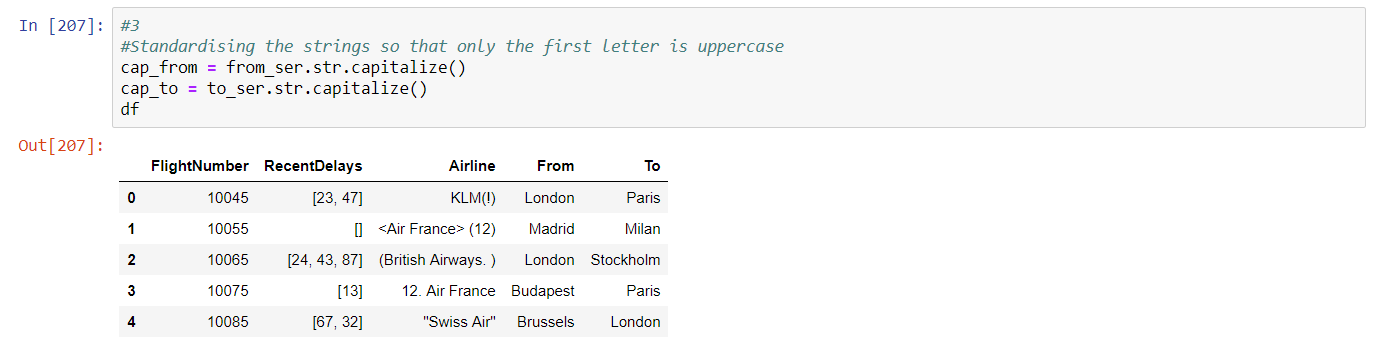 In [207]: #3
#Standardising the strings so that only the first letter is uppercase
cap_from = from_ser.str.capitalize()
cap_to = to_ser.str.capitalize()
df
Out[207]:
FlightNumber RecentDelays Airline From To
0 10045 [23, 47] KLM(!) London Paris
1 10055 [] <Air France> (12) Madrid Milan
2 10065 [24, 43, 87] (British Airways. ) London Stockholm
3 10075 [13] 12. Air France Budapest Paris
4 10085 [67, 32] "Swiss Air" Brussels London